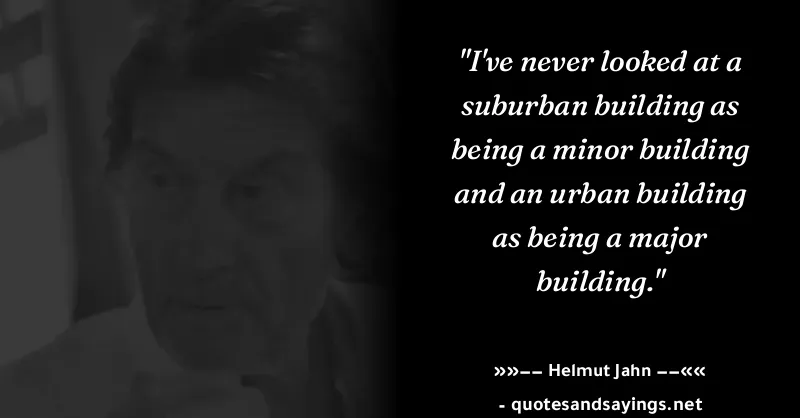 "I've never looked at a
suburban building as
being a minor building
and an urban building
as being a major
building."
»»–– Helmut Jahn ––««
- quotesandsayings.net